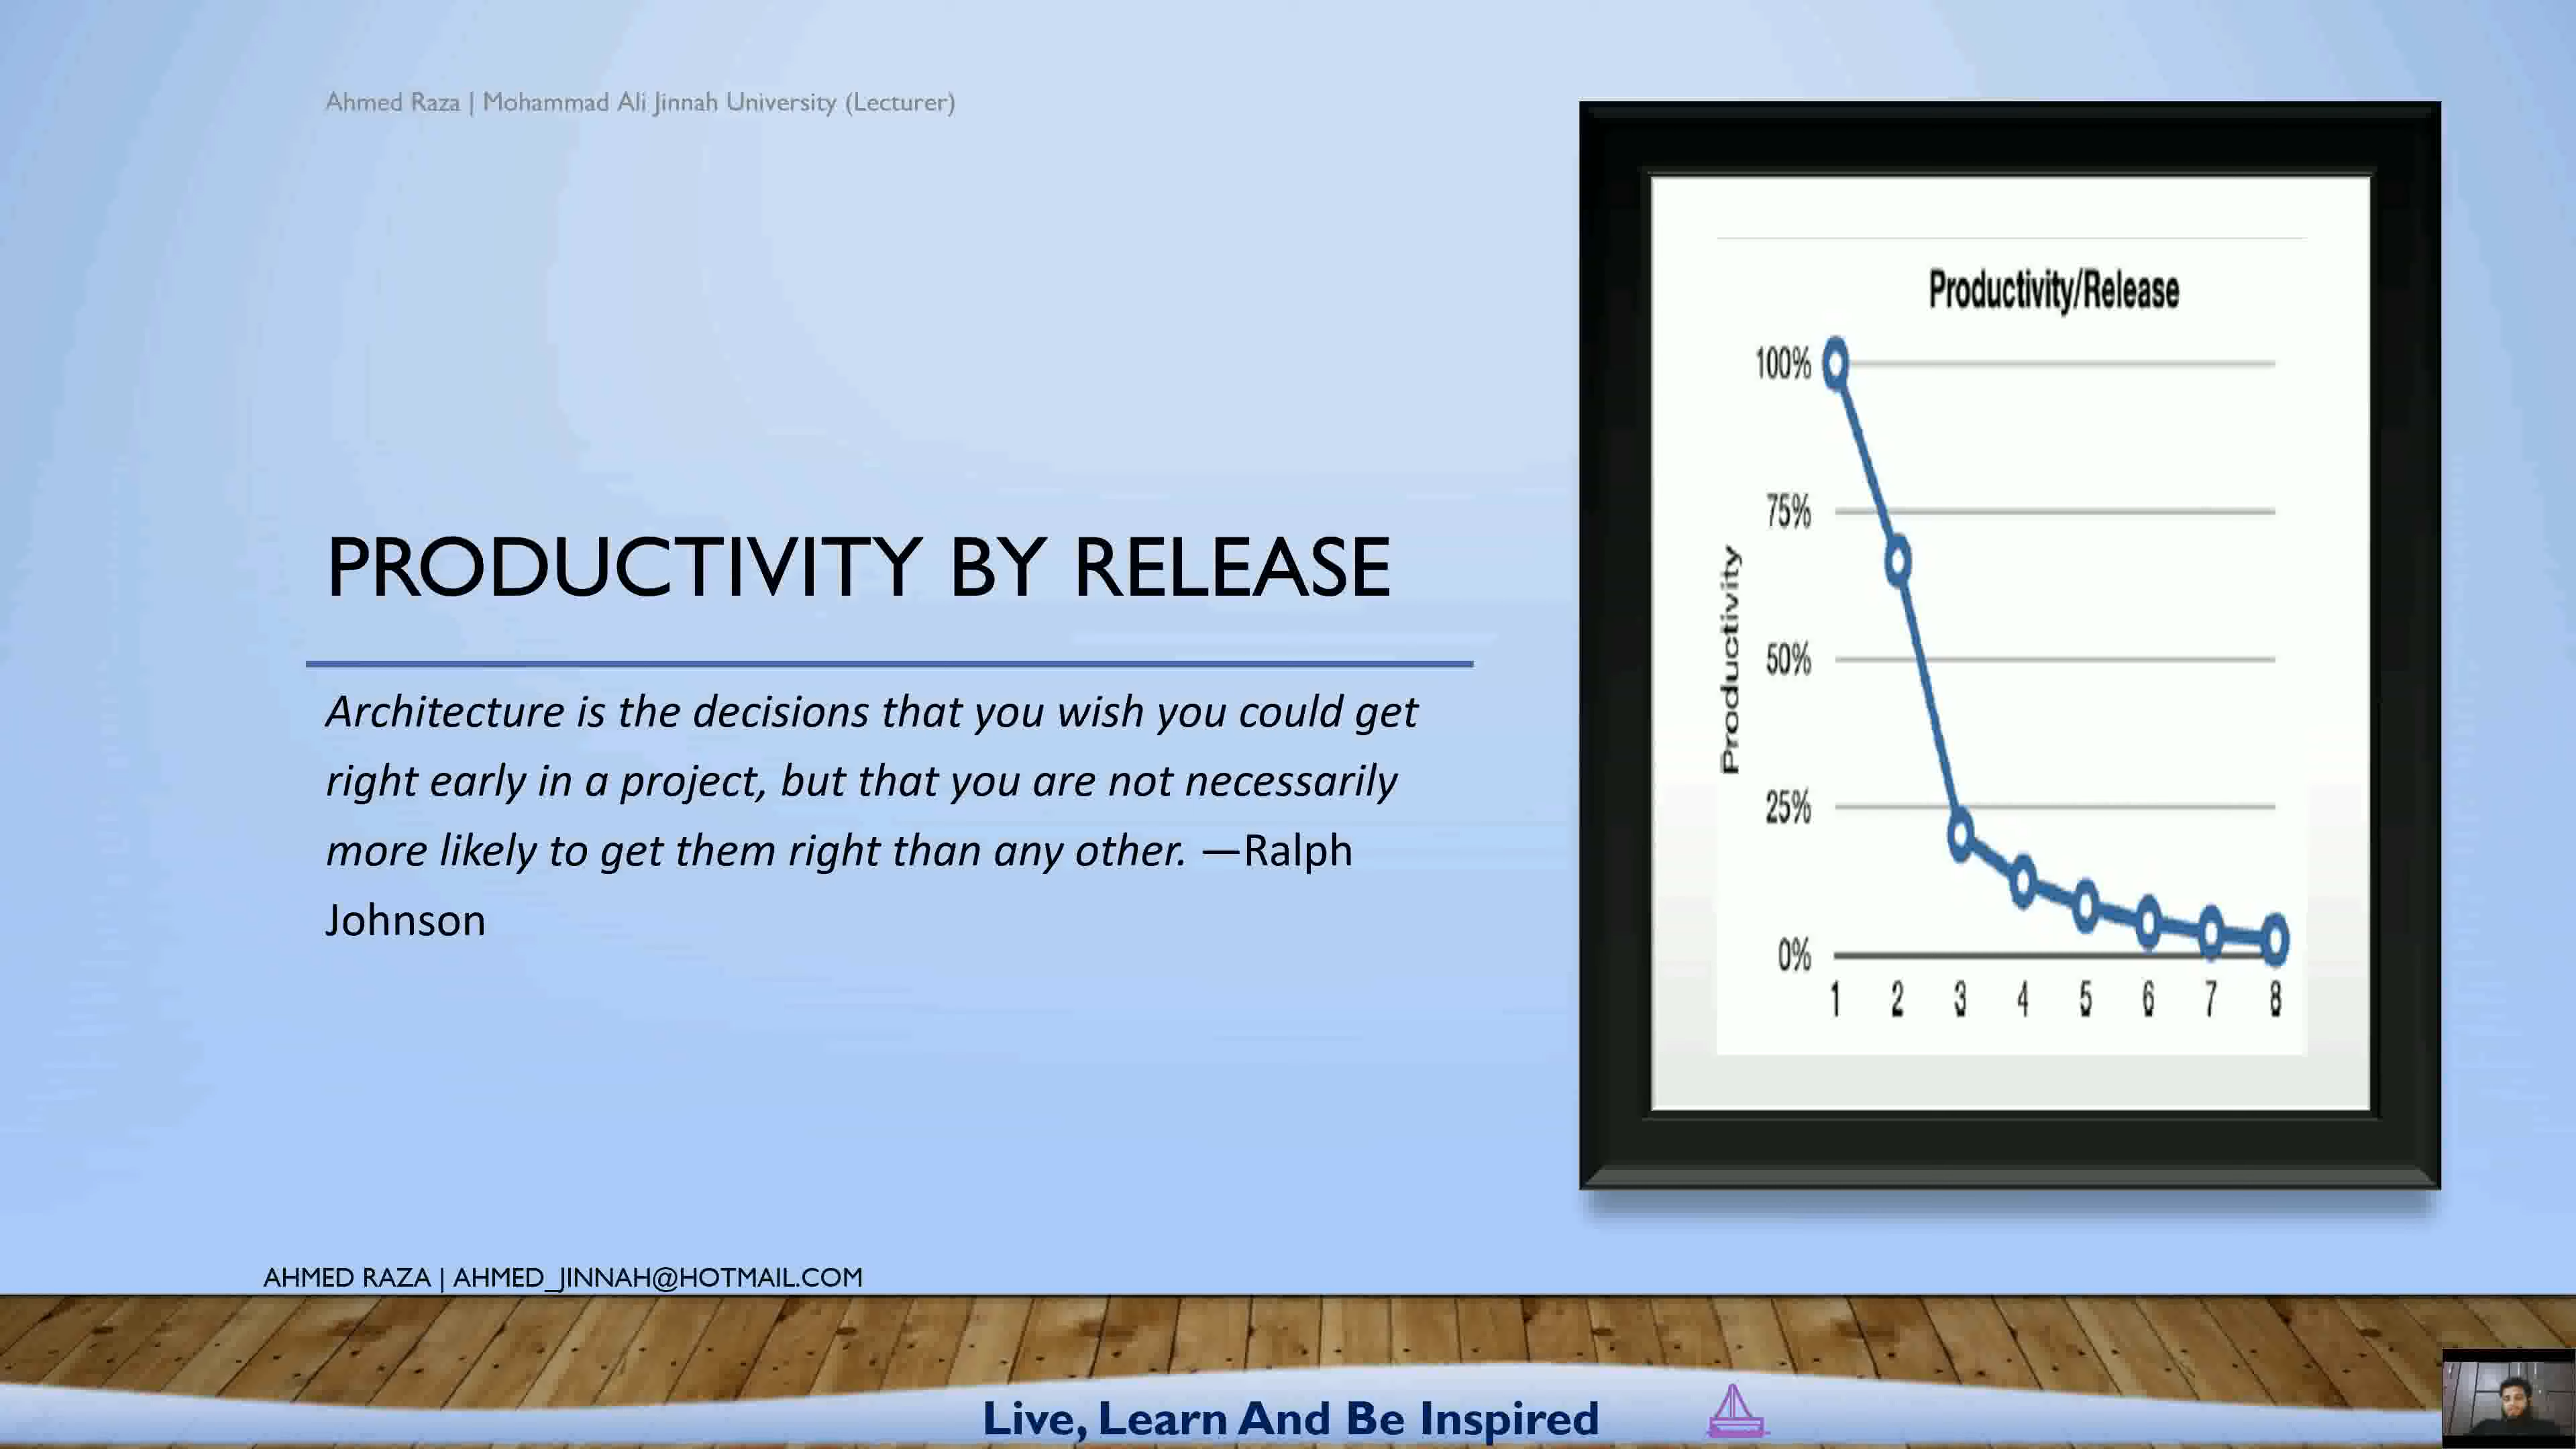 Ahmed Raza | Mohammad Ali Jinnah University (Lecturer)
PRODUCTIVITY BY RELEASE
Architecture is the decisions that you wish you could get
right early in a project, but that you are not necessarily
more likely to get them right than any other. —Ralph
Johnson
Productivity/Release
Productivity
100%
75%
50%
25%
0%
1 2 3 4 5 6 7 8
AHMED RAZA | AHMED_JINNAH@HOTMAIL.COM
Live, Learn And Be Inspired